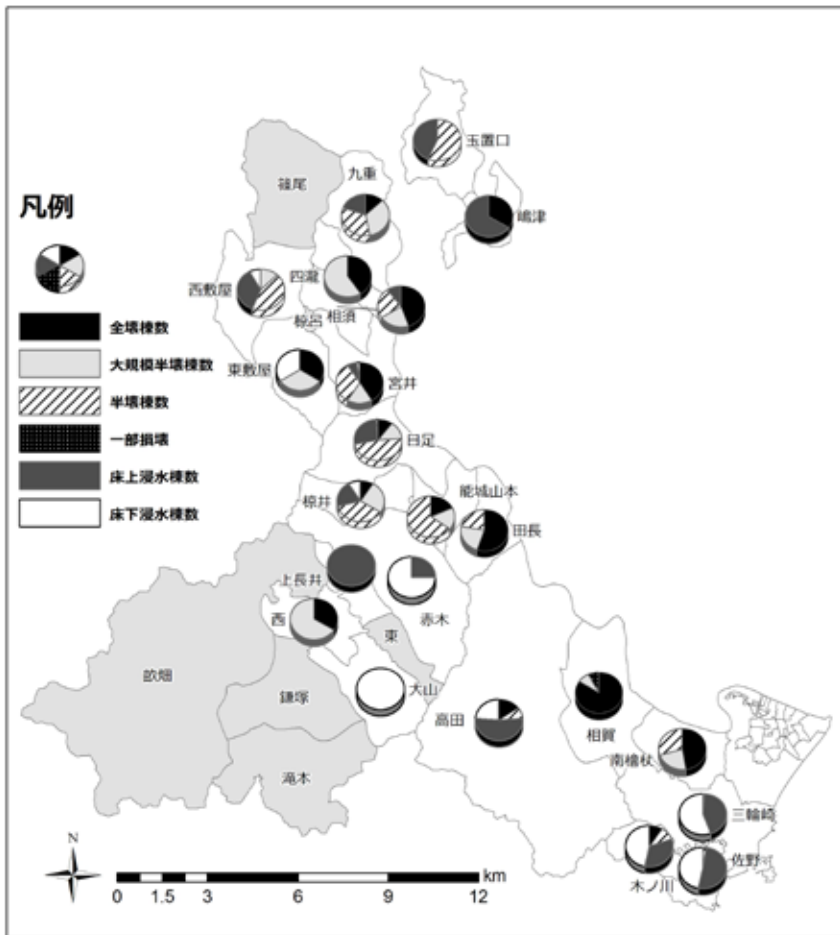 玉置口
九重
篠尾
嶋津
凡例
四瀧
西敷屋
相須
椋呂
全壊棟数
大規模半壊棟数
東敷屋
宮井
半壊棟数
一部損壊
日足
床上浸水棟数
能城山本
椋井
床下浸水棟数
田長
上長井
赤木
西
東
畝畑
大山
鎌塚
高田
相賀
南檜杖
滝本
三輪崎
佐野
木ノ川
N
km
0 1.5 3 6 9 12